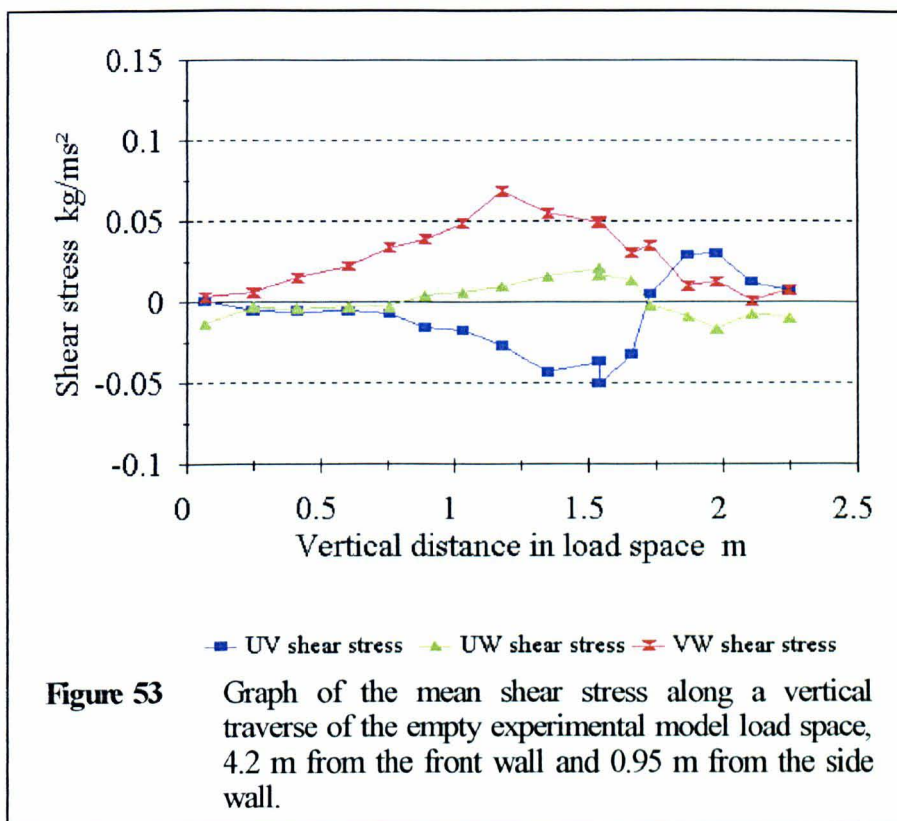 0.15
0.1
0.05
0
-0.05
-0.1
Shear stress kg/ms²
0 0.5 1 1.5 2 2.5
Vertical distance in load space m
UV shear stress UW shear stress VW shear stress
Figure 53 Graph of the mean shear stress along a vertical
traverse of the empty experimental model load space,
4.2 m from the front wall and 0.95 m from the side
wall.